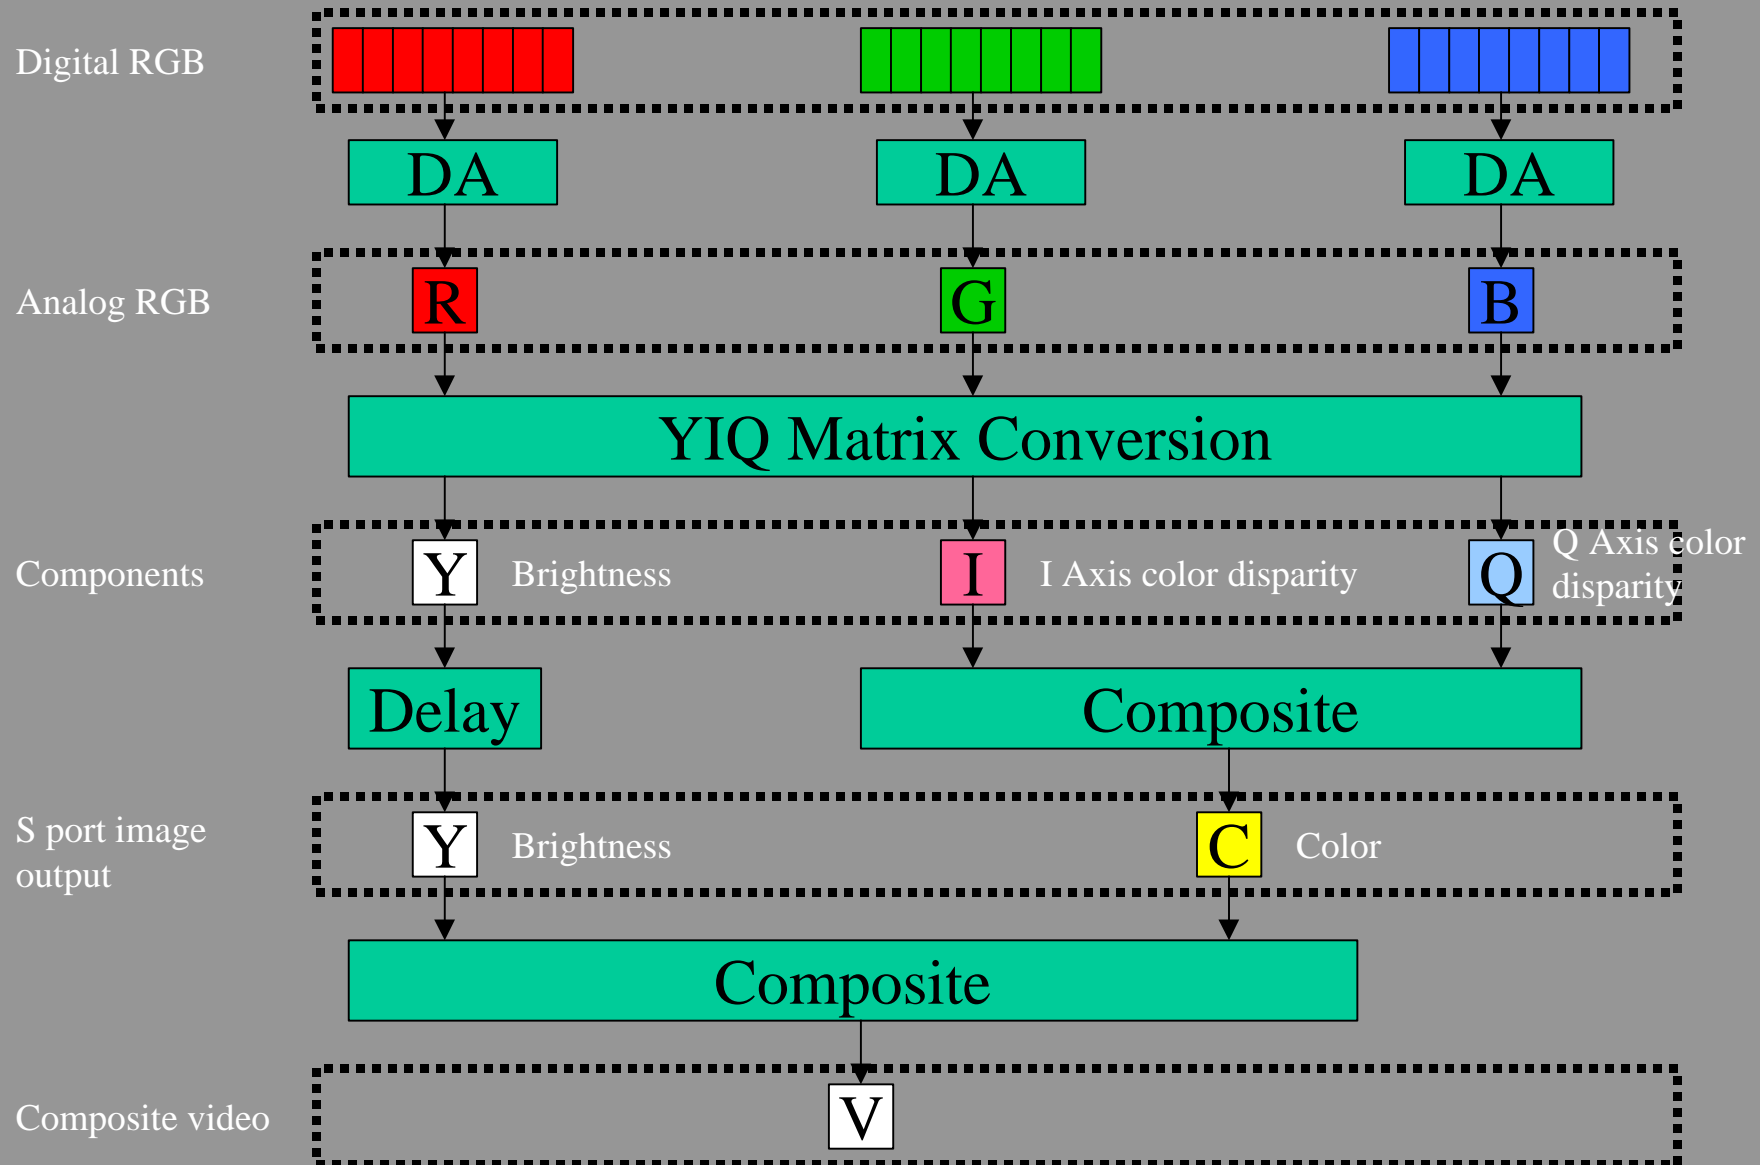 Digital RGB
DA
DA
DA
Analog RGB
R
G
B
YIQ Matrix Conversion
Components
Y
Brightness
I
I Axis color disparity
Q
Q Axis color
disparity
Delay
Composite
S port image
output
Y
Brightness
C
Color
Composite
Composite video
V